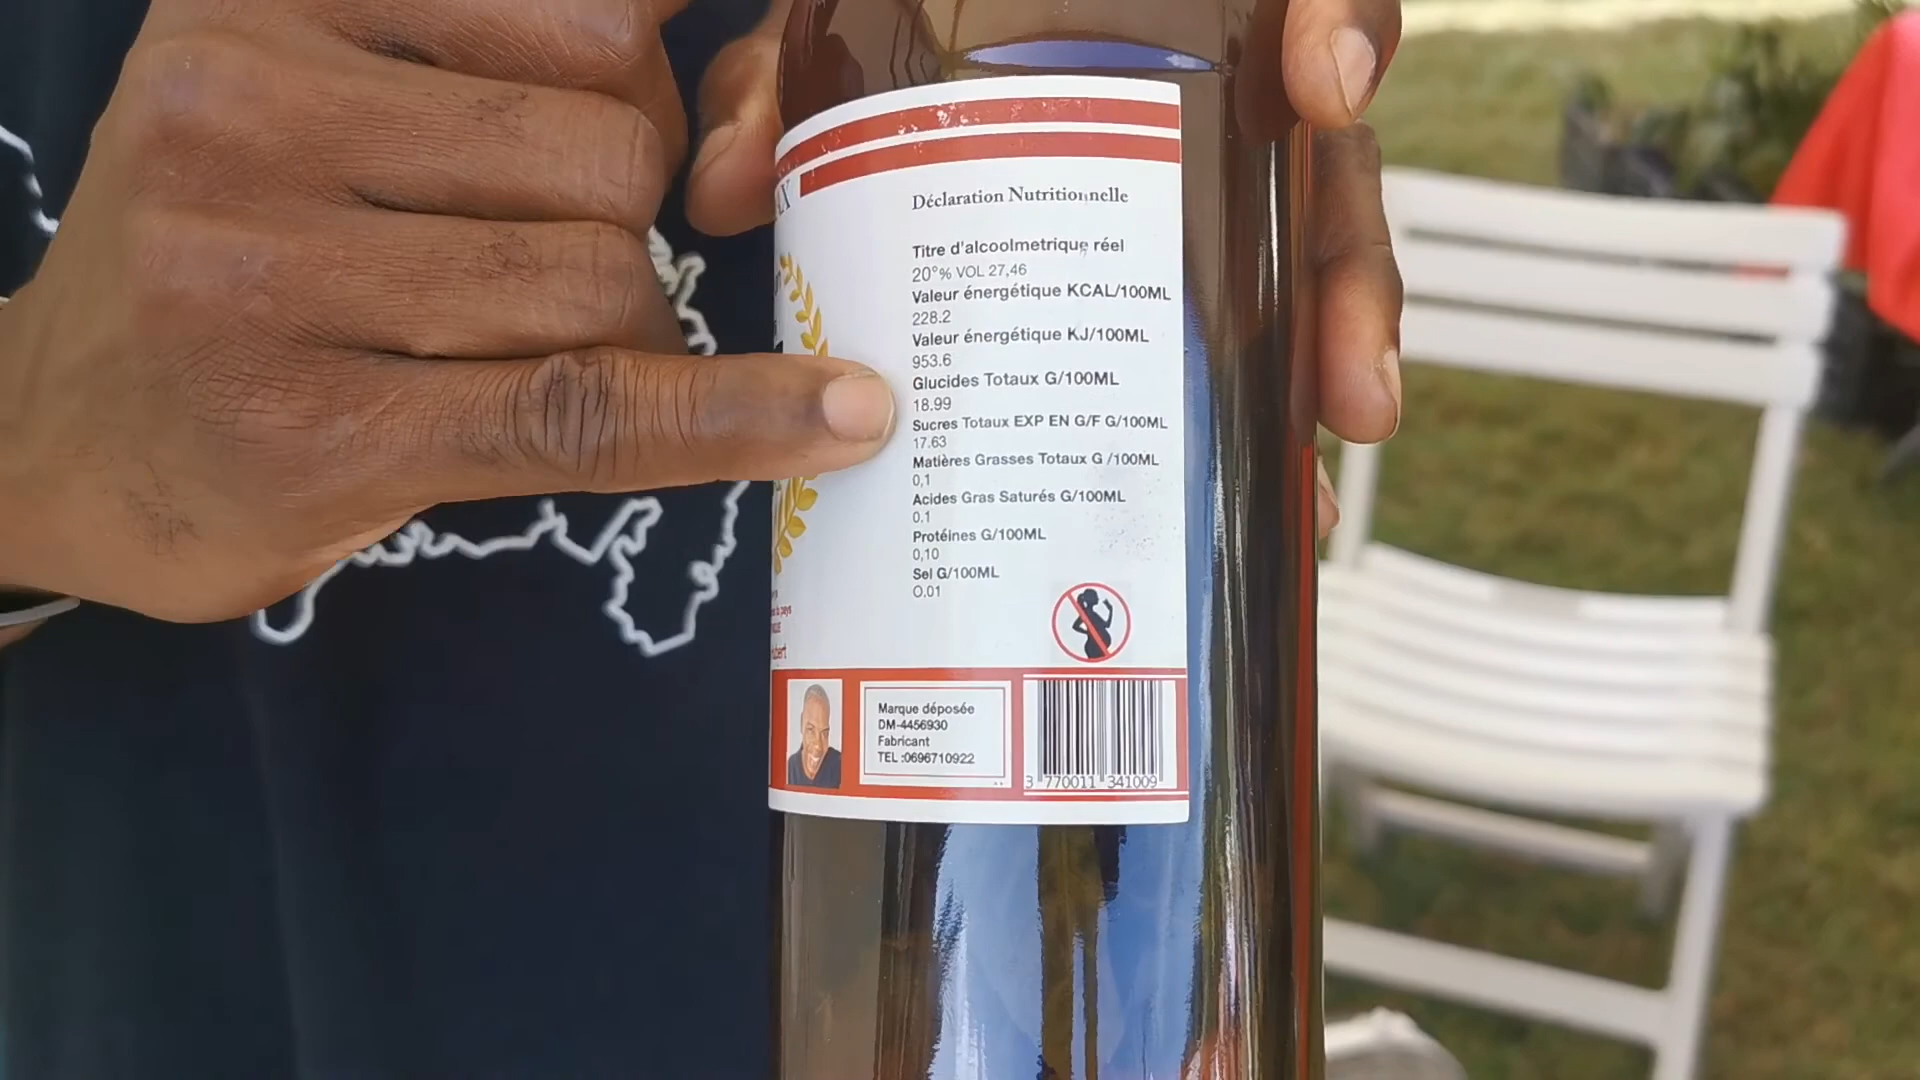 Déclaration Nutritionnelle
Titre d'alcoolmetrique réel
20°% VOL 27,46
Valeur énergétique KCAL/100ML
228.2
Valeur énergétique KJ/100ML
953.6
Glucides Totaux G/100ML
18.99
Sucres Totaux EXP EN G/F G/100ML
17.63
Matières Grasses Totaux G /100ML
0,1
Acides Gras Saturés G/100ML
0.1
Protéines G/100ML
0,10
Sel G/100ML
O.01
Marque déposée
DM-4456930
Fabricant
TEL :0696710922
3 770011 341009